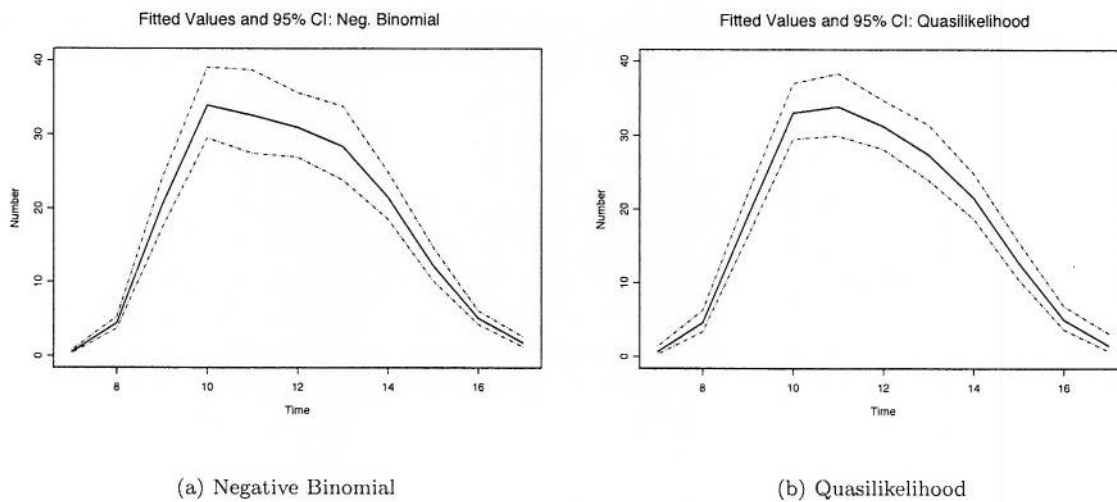 Fitted Values and 95% CI: Neg. Binomial
Number
0
10
20
30
40
8
10
12
14
16
Time
(a) Negative Binomial
Fitted Values and 95% CI: Quasilikelihood
Number
0
10
20
30
40
8
10
12
14
16
Time
(b) Quasilikelihood